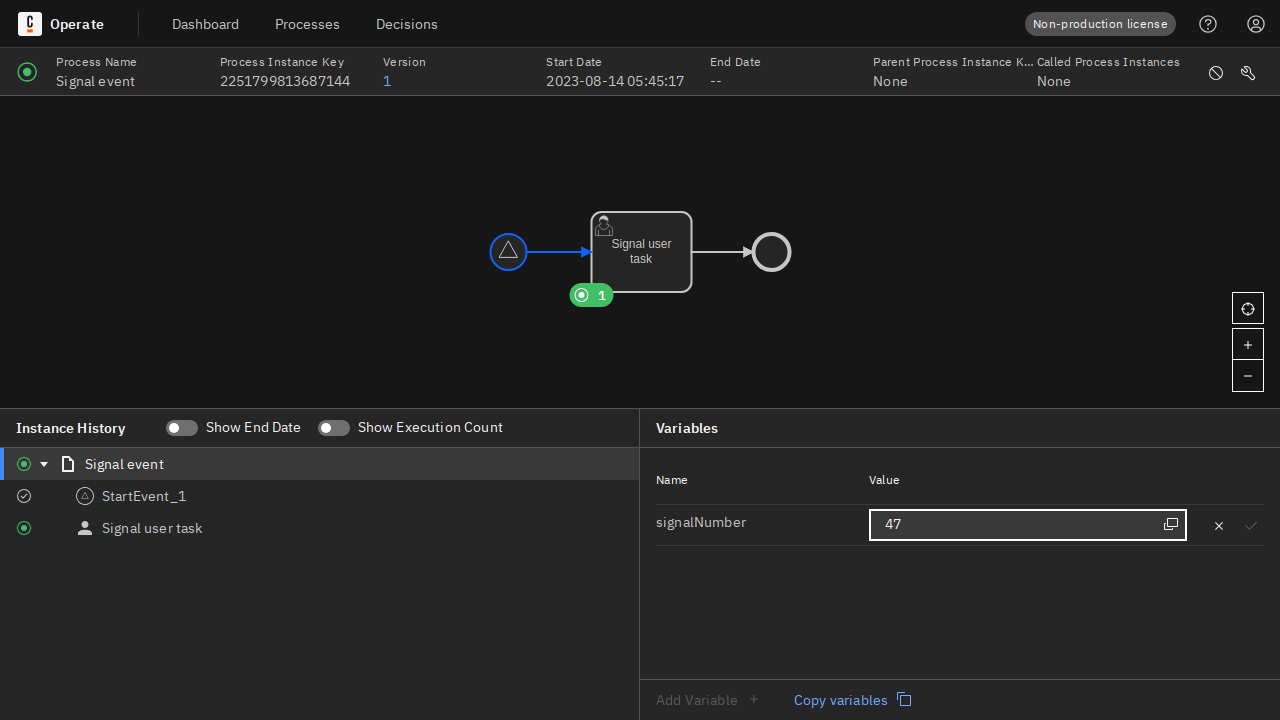 C Operate
Dashboard
Processes
Decisions
Non-production license
Process Name
Signal event
Process Instance Key
2251799813687144
Version
1
Start Date
2023-08-14 05:45:17
End Date
--
Parent Process Instance K...
None
Called Process Instances
None
Signal user
task
1
Instance History
Show End Date
Show Execution Count
Signal event
StartEvent_1
Signal user task
Variables
Name
Value
signalNumber
47
Add Variable
Copy variables